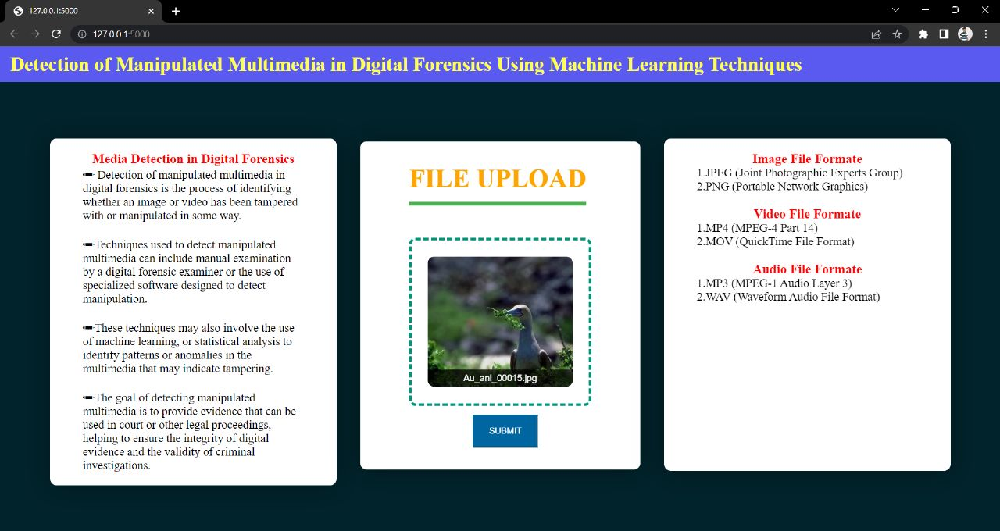 127.0.0.1:5000
127.0.0.1:5000
Detection of Manipulated Multimedia in Digital Forensics Using Machine Learning Techniques
Media Detection in Digital Forensics
Detection of manipulated multimedia in
digital forensics is the process of identifying
whether an image or video has been tampered
with or manipulated in some way.
Techniques used to detect manipulated
multimedia can include manual examination
by a digital forensic examiner or the use of
specialized software designed to detect
manipulation.
These techniques may also involve the use
of machine learning, or statistical analysis to
identify patterns or anomalies in the
multimedia that may indicate tampering.
The goal of detecting manipulated
multimedia is to provide evidence that can be
used in court or other legal proceedings,
helping to ensure the integrity of digital
evidence and the validity of criminal
investigations.
FILE UPLOAD
Au_ani_00015.jpg
SUBMIT
Image File Formate
1.JPEG (Joint Photographic Experts Group)
2.PNG (Portable Network Graphics)
Video File Formate
1.MP4 (MPEG-4 Part 14)
2.MOV (QuickTime File Format)
Audio File Formate
1.MP3 (MPEG-1 Audio Layer 3)
2.WAV (Waveform Audio File Format)